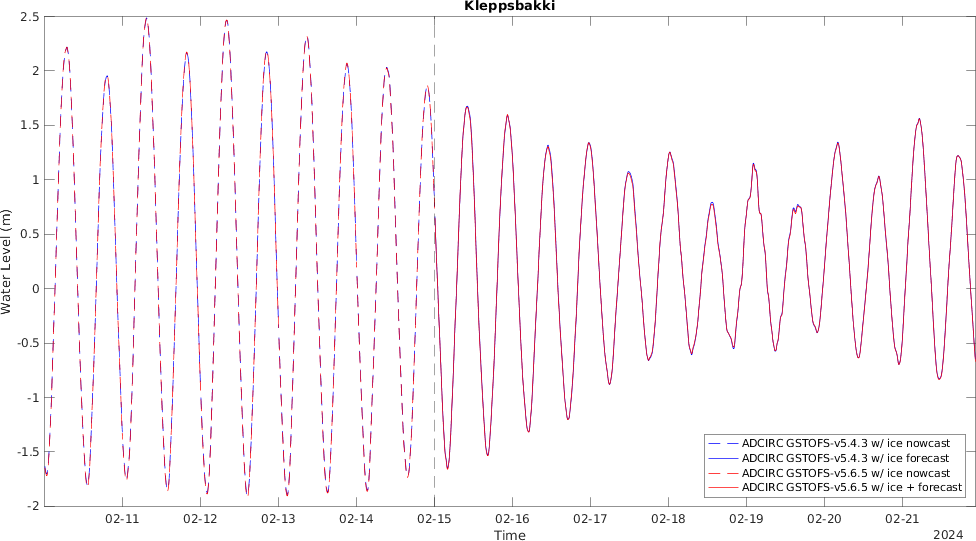 Kleppsbakki
2.5
2
1.5
1
0.5
0
-0.5
-1
-1.5
-2
Water Level (m)
ADCIRC GSTOFS-v5.4.3 w/ ice nowcast
ADCIRC GSTOFS-v5.4.3 w/ ice forecast
ADCIRC GSTOFS-v5.6.5 w/ ice nowcast
ADCIRC GSTOFS-v5.6.5 w/ ice + forecast
02-11 02-12 02-13 02-14 02-15 02-16 02-17 02-18 02-19 02-20 02-21
Time
2024